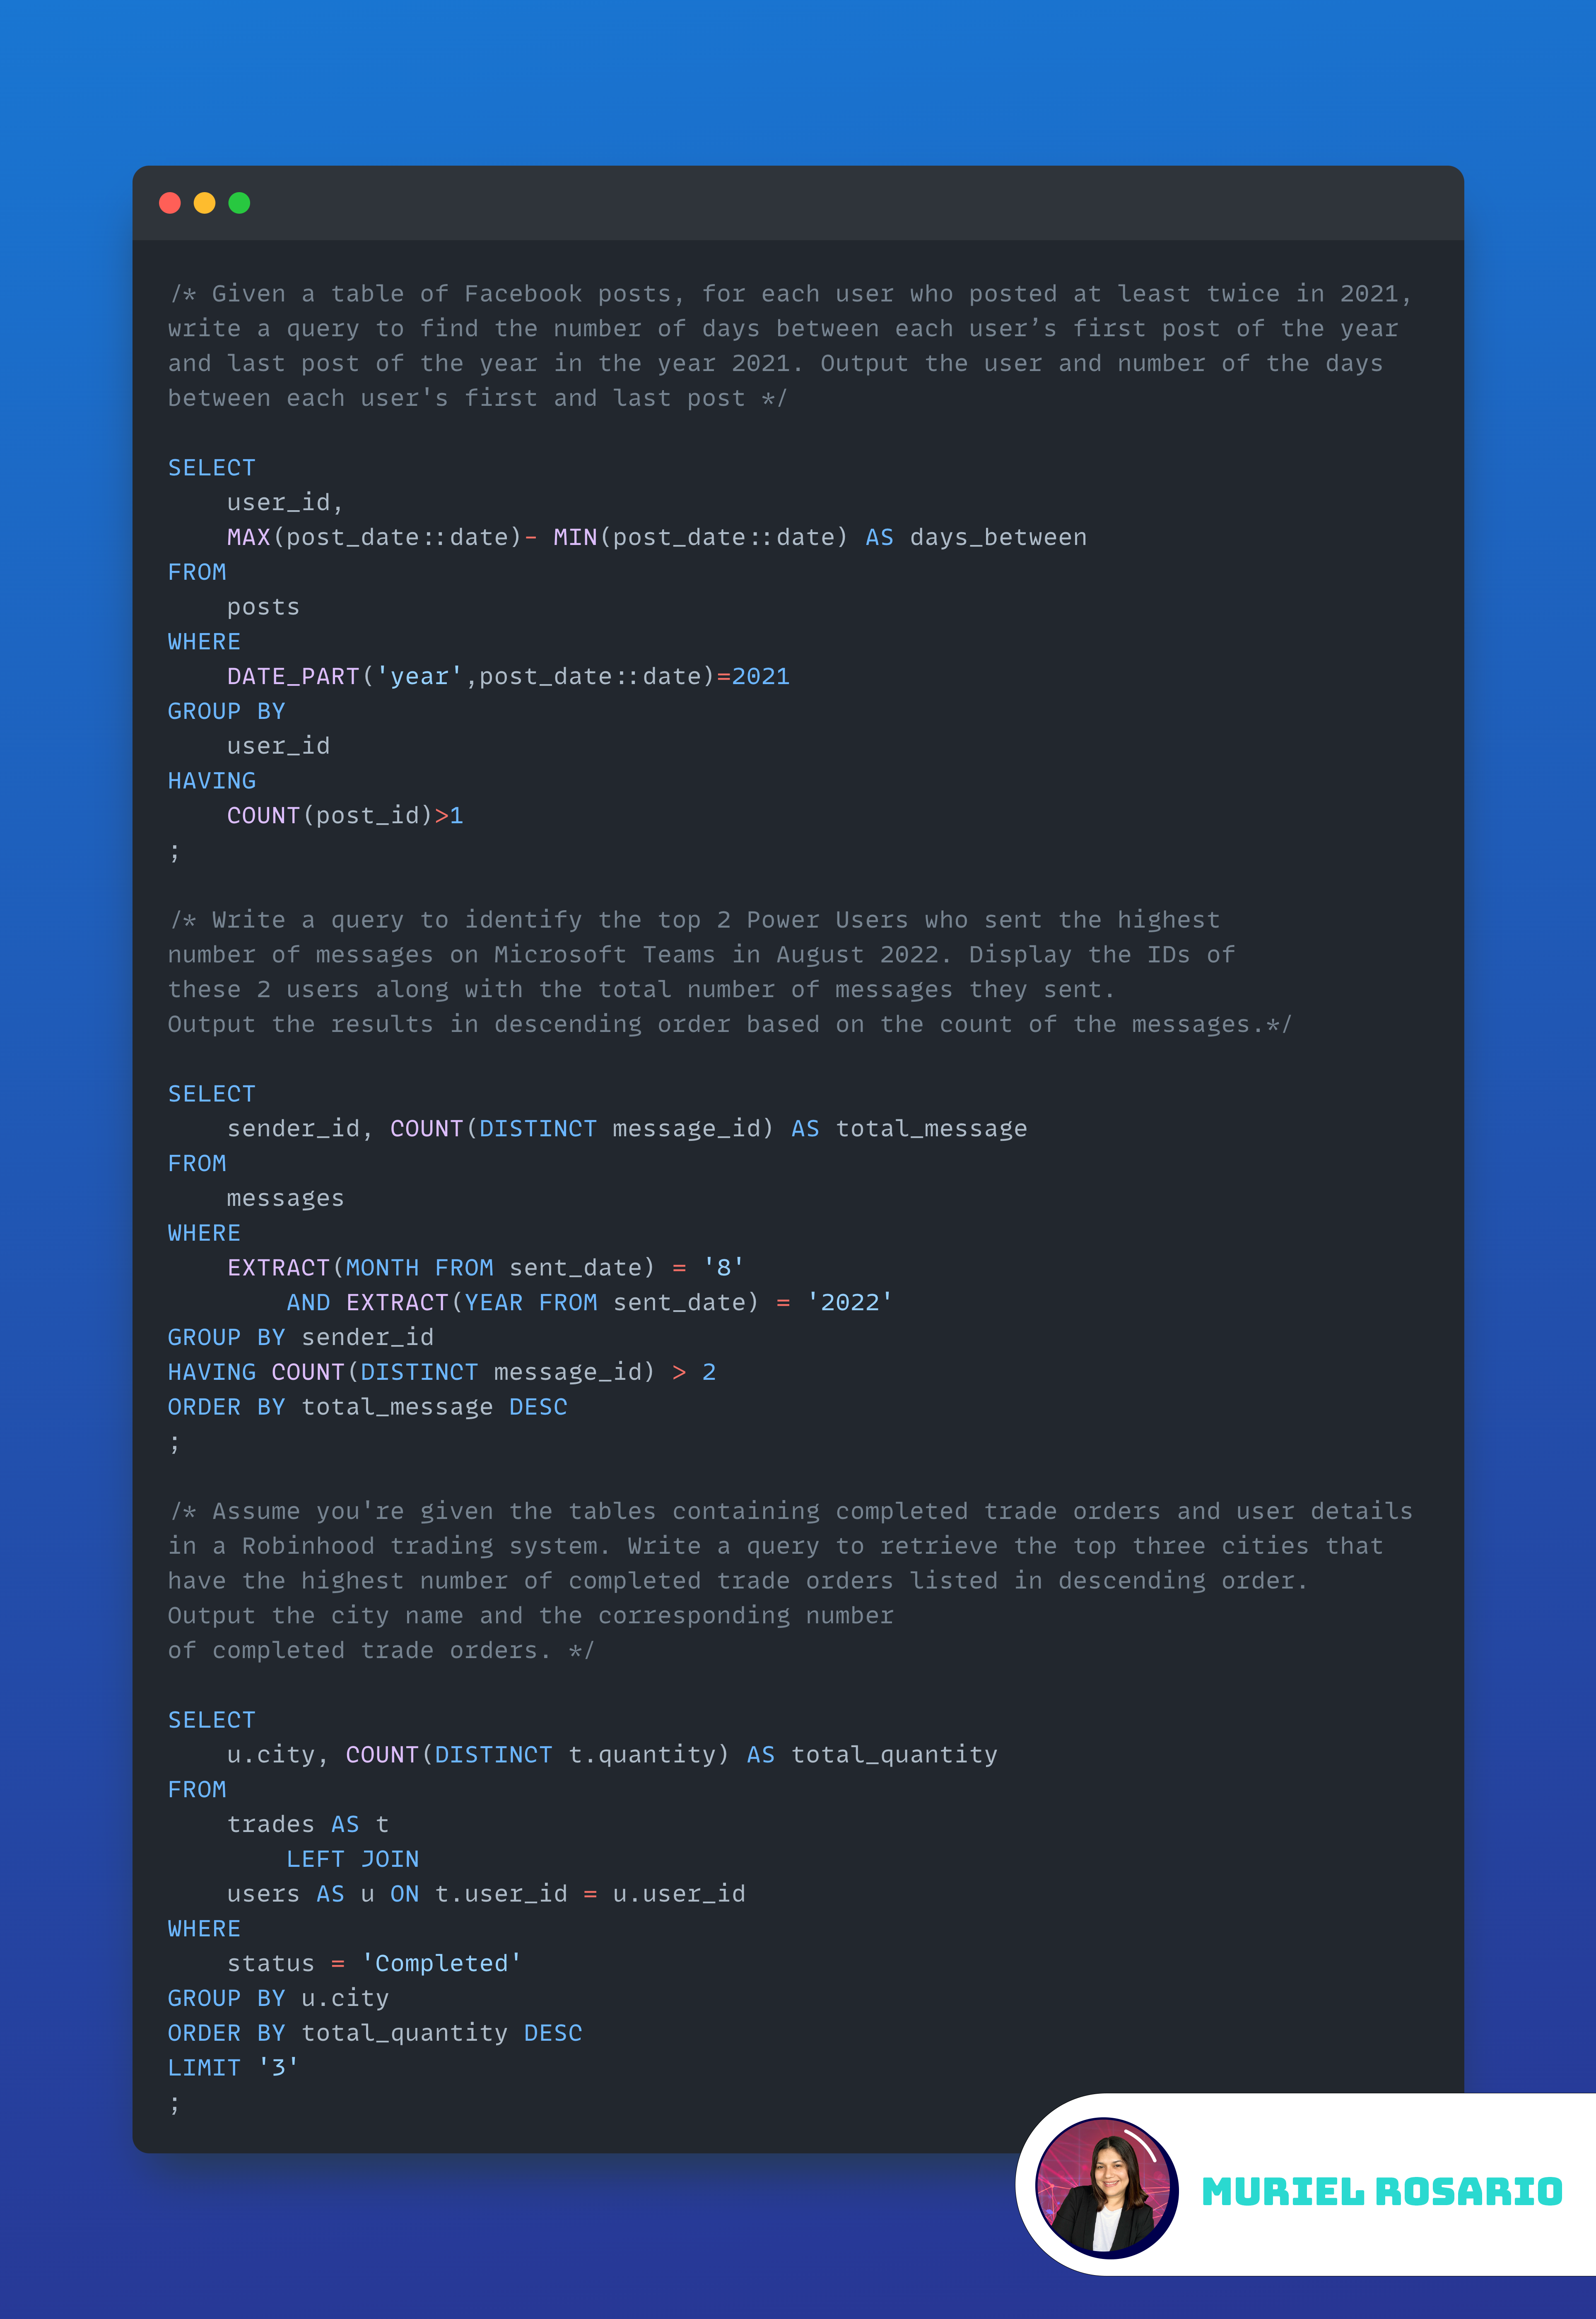 /* Given a table of Facebook posts, for each user who posted at least twice in 2021,
write a query to find the number of days between each user’s first post of the year
and last post of the year in the year 2021. Output the user and number of the days
between each user's first and last post */
SELECT
user_id,
MAX(post_date::date)- MIN(post_date::date) AS days_between
FROM
posts
WHERE
DATE_PART('year',post_date::date)=2021
GROUP BY
user_id
HAVING
COUNT(post_id)>1
;
/* Write a query to identify the top 2 Power Users who sent the highest
number of messages on Microsoft Teams in August 2022. Display the IDs of
these 2 users along with the total number of messages they sent.
Output the results in descending order based on the count of the messages.*/
SELECT
sender_id, COUNT(DISTINCT message_id) AS total_message
FROM
messages
WHERE
EXTRACT(MONTH FROM sent_date) = '8'
AND EXTRACT(YEAR FROM sent_date) = '2022'
GROUP BY sender_id
HAVING COUNT(DISTINCT message_id) > 2
ORDER BY total_message DESC
;
/* Assume you're given the tables containing completed trade orders and user details
in a Robinhood trading system. Write a query to retrieve the top three cities that
have the highest number of completed trade orders listed in descending order.
Output the city name and the corresponding number
of completed trade orders. */
SELECT
u.city, COUNT(DISTINCT t.quantity) AS total_quantity
FROM
trades AS t
LEFT JOIN
users AS u ON t.user_id = u.user_id
WHERE
status = 'Completed'
GROUP BY u.city
ORDER BY total_quantity DESC
LIMIT '3'
;
MURIEL ROSARIO